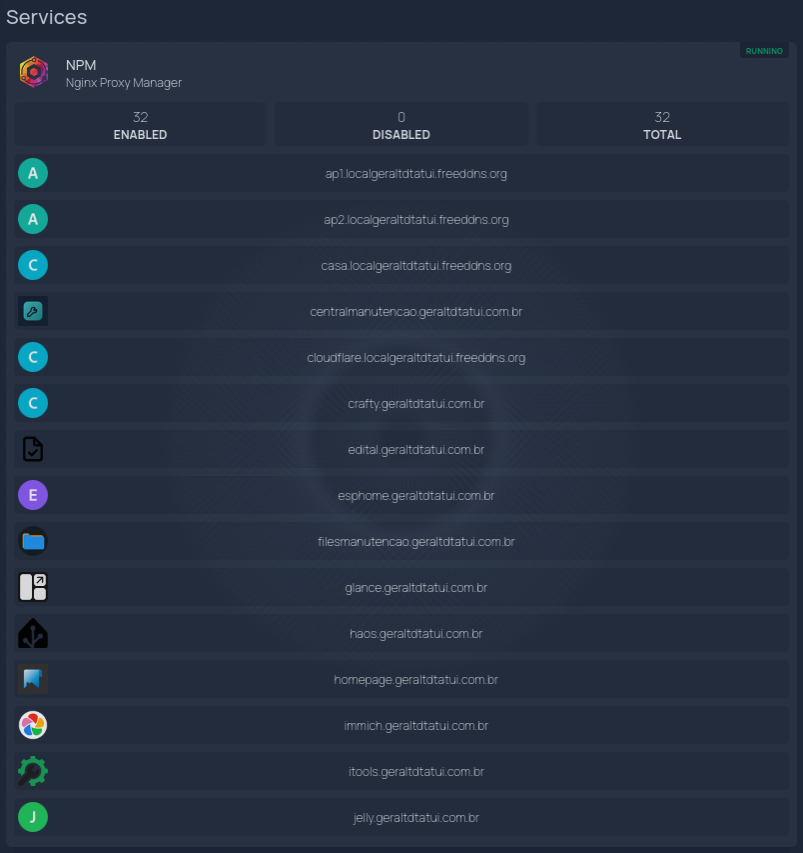 Services
RUNNING
NPM
Nginx Proxy Manager
32
ENABLED
0
DISABLED
32
TOTAL
A
ap1.localgeraltdtatui.freeddns.org
A
ap2.localgeraltdtatui.freeddns.org
C
casa.localgeraltdtatui.freeddns.org
centralmanutencao.geraltdtatui.com.br
C
cloudflare.localgeraltdtatui.freeddns.org
C
crafty.geraltdtatui.com.br
edital.geraltdtatui.com.br
E
esphome.geraltdtatui.com.br
filesmanutencao.geraltdtatui.com.br
glance.geraltdtatui.com.br
haos.geraltdtatui.com.br
homepage.geraltdtatui.com.br
immich.geraltdtatui.com.br
itools.geraltdtatui.com.br
J
jelly.geraltdtatui.com.br